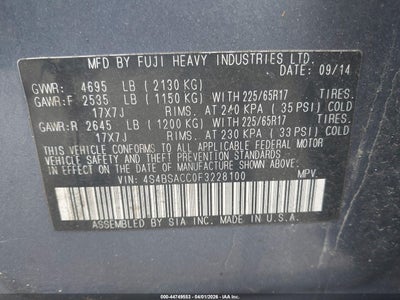 MFD BY FUJI HEAVY INDUSTRIES LTD.
DATE: 09/14
GVWR: 4695 LB (2130 KG)
GAWR:F 2535 LB (1150 KG) WITH 225/65R17 TIRES.
17X7J RIMS. AT 240 KPA ( 35 PSI) COLD
GAWR:R 2645 LB (1200 KG) WITH 225/65R17 TIRES.
17X7J RIMS. AT 230 KPA ( 33 PSI) COLD
THIS VEHICLE CONFORMS TO ALL APPLICABLE FEDERAL MOTOR
VEHICLE SAFETY, BUMPER, AND THEFT PREVENTION STANDARDS
IN EFFECT ON THE DATE OF MANUFACTURE SHOWN ABOVE.
VIN: 4S4BSACC0F3228100 MPV
ASSEMBLED BY SIA INC. MADE IN U.S.A.
000-44749553 - 04/01/2026 - IAA Inc.